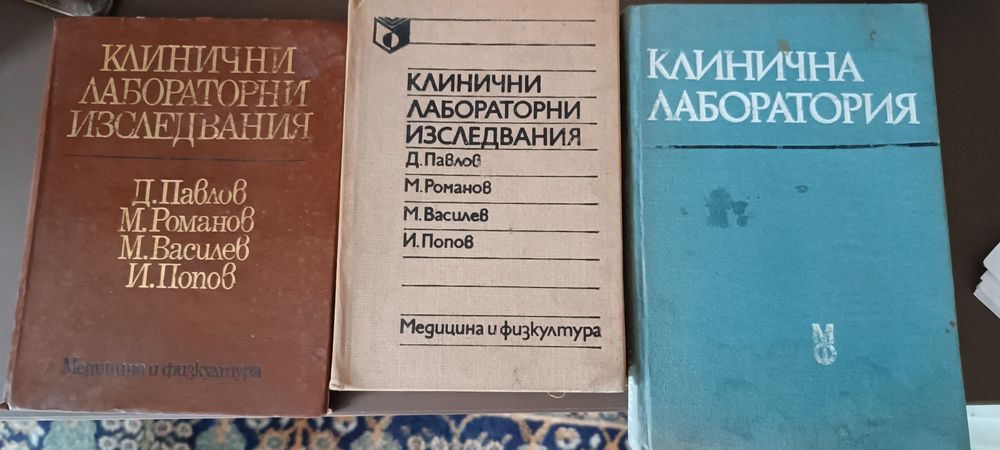 КЛИНИЧНИ
ЛАБОРАТОРНИ
ИЗСЛЕДВАНИЯ
Д. Павлов
М. Романов
М. Василев
И. Попов
Медицина и физкултура
КЛИНИЧНИ
ЛАБОРАТОРНИ
ИЗСЛЕДВАНИЯ
Д. Павлов
М. Романов
М. Василев
И. Попов
Медицина и физкултура
КЛИНИЧНА
ЛАБОРАТОРИЯ
МФ